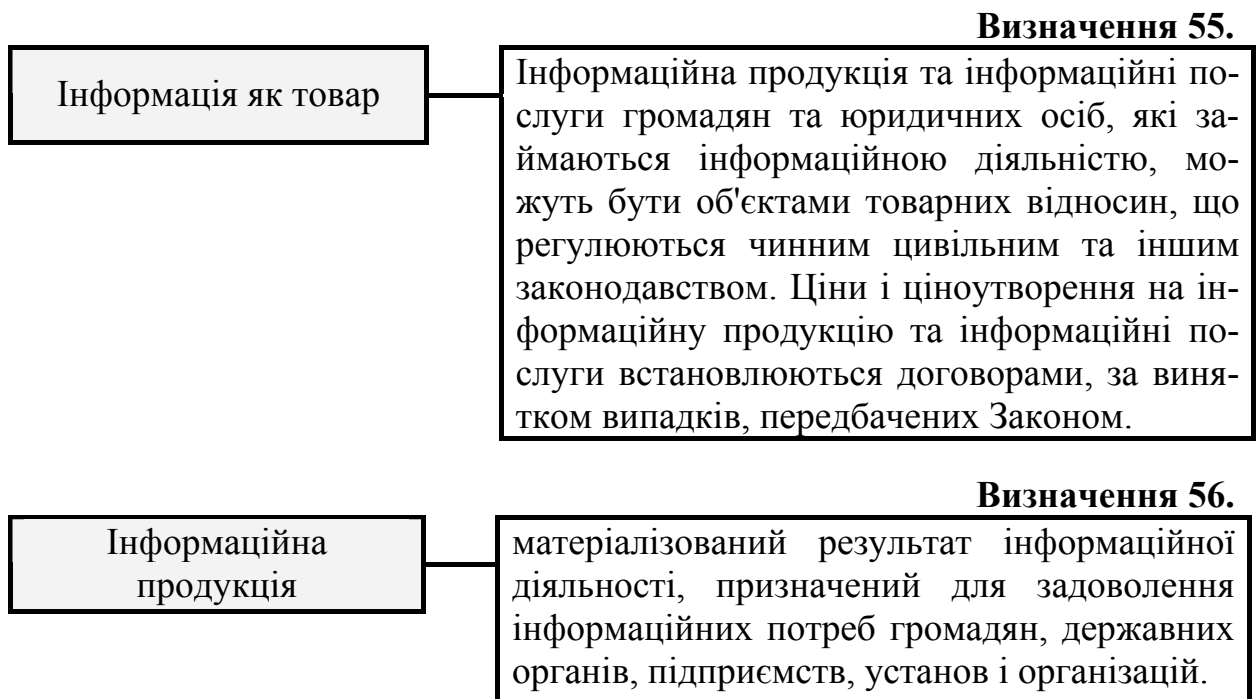 Визначення 55.
Інформація як товар
Інформаційна продукція та інформаційні по-
слуги громадян та юридичних осіб, які за-
ймаються інформаційною діяльністю, мо-
жуть бути об'єктами товарних відносин, що
регулюються чинним цивільним та іншим
законодавством. Ціни і ціноутворення на ін-
формаційну продукцію та інформаційні по-
слуги встановлюються договорами, за виня-
тком випадків, передбачених Законом.
Визначення 56.
Інформаційна
продукція
матеріалізований результат інформаційної
діяльності, призначений для задоволення
інформаційних потреб громадян, державних
органів, підприємств, установ і організацій.